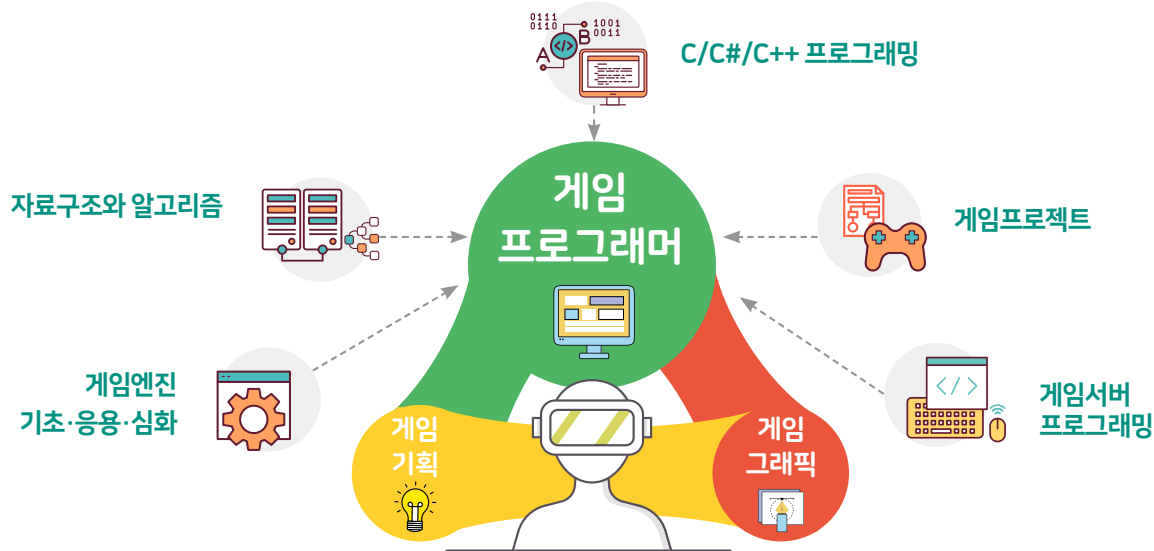 0111
0110
1001
0011
A
B
</>
C/C#/C++ 프로그래밍
자료구조와 알고리즘
게임
프로그래머
게임프로젝트
게임엔진
기초·응용·심화
게임서버
프로그래밍
</>
게임
기획
게임
그래픽